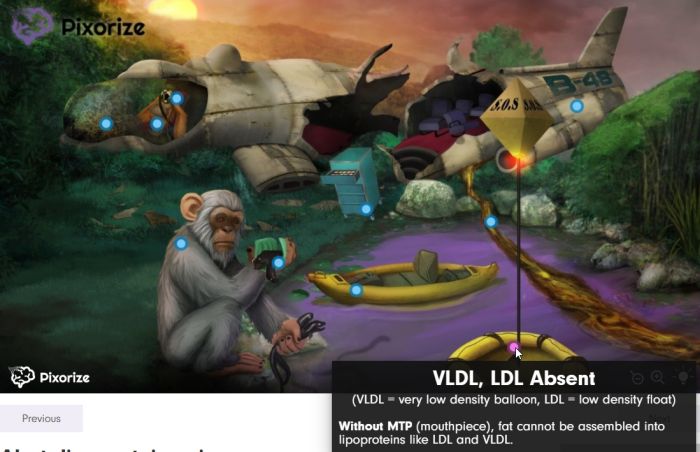 Pixorize
B-48
S.O.S S.O.S
Pixorize
VLDL, LDL Absent
(VLDL = very low density balloon, LDL = low density float)
Previous
Without MTP (mouthpiece), fat cannot be assembled into
lipoproteins like LDL and VLDL.